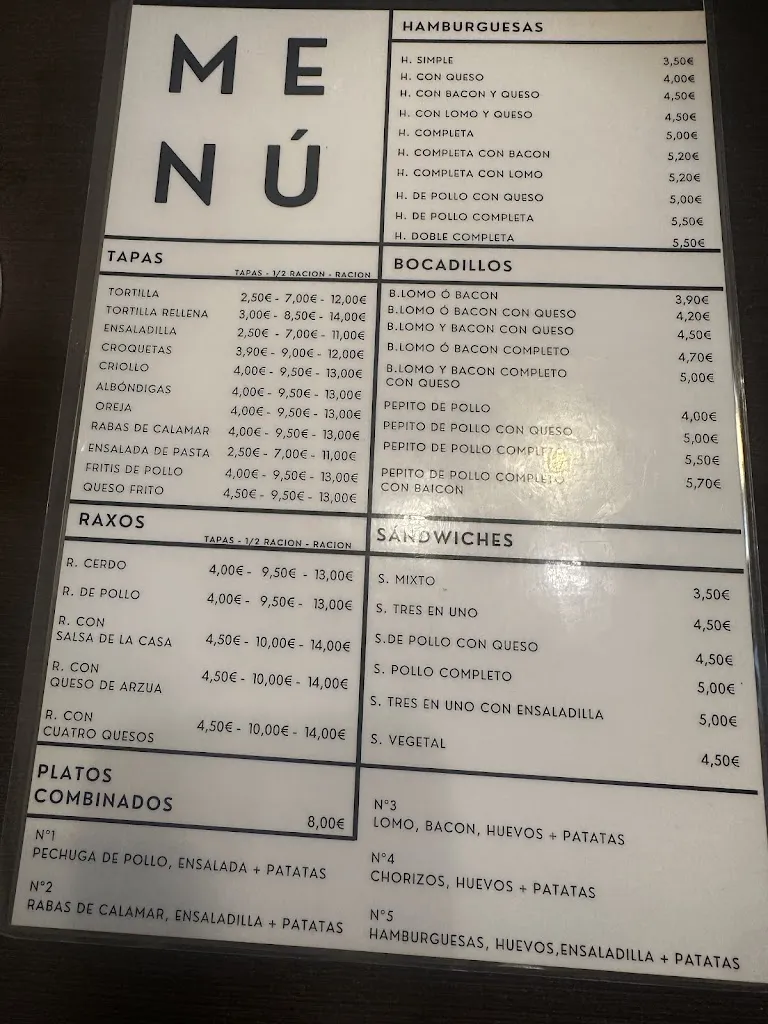 ME
NÚ
TAPAS
TAPAS - 1/2 RACION - RACION
TORTILLA 2,50€ - 7,00€ - 12,00€
TORTILLA RELLENA 3,00€ - 8,50€ - 14,00€
ENSALADILLA 2,50€ - 7,00€ - 11,00€
CROQUETAS 3,90€ - 9,00€ - 12,00€
CRIOLLO 4,00€ - 9,50€ - 13,00€
ALBÓNDIGAS 4,00€ - 9,50€ - 13,00€
OREJA 4,00€ - 9,50€ - 13,00€
RABAS DE CALAMAR 4,00€ - 9,50€ - 13,00€
ENSALADA DE PASTA 2,50€ - 7,00€ - 11,00€
FRITIS DE POLLO 4,00€ - 9,50€ - 13,00€
QUESO FRITO 4,50€ - 9,50€ - 13,00€
RAXOS
TAPAS - 1/2 RACION - RACION
R. CERDO 4,00€ - 9,50€ - 13,00€
R. DE POLLO 4,00€ - 9,50€ - 13,00€
R. CON
SALSA DE LA CASA 4,50€ - 10,00€ - 14,00€
R. CON
QUESO DE ARZUA 4,50€ - 10,00€ - 14,00€
R. CON
CUATRO QUESOS 4,50€ - 10,00€ - 14,00€
HAMBURGUESAS
H. SIMPLE 3,50€
H. CON QUESO 4,00€
H. CON BACON Y QUESO 4,50€
H. CON LOMO Y QUESO 4,50€
H. COMPLETA 5,00€
H. COMPLETA CON BACON 5,20€
H. COMPLETA CON LOMO 5,20€
H. DE POLLO CON QUESO 5,00€
H. DE POLLO COMPLETA 5,50€
H. DOBLE COMPLETA 5,50€
BOCADILLOS
B.LOMO Ó BACON 3,90€
B.LOMO Ó BACON CON QUESO 4,20€
B.LOMO Y BACON CON QUESO 4,50€
B.LOMO Ó BACON COMPLETO 4,70€
B.LOMO Y BACON COMPLETO
CON QUESO 5,00€
PEPITO DE POLLO 4,00€
PEPITO DE POLLO CON QUESO 5,00€
PEPITO DE POLLO COMPLETO 5,50€
PEPITO DE POLLO COMPLETO
CON BAICON 5,70€
SÁNDWICHES
S. MIXTO 3,50€
S. TRES EN UNO 4,50€
S.DE POLLO CON QUESO 4,50€
S. POLLO COMPLETO 5,00€
S. TRES EN UNO CON ENSALADILLA 5,00€
S. VEGETAL 4,50€
PLATOS
COMBINADOS 8,00€
Nº1
PECHUGA DE POLLO, ENSALADA + PATATAS
Nº2
RABAS DE CALAMAR, ENSALADILLA + PATATAS
Nº3
LOMO, BACON, HUEVOS + PATATAS
Nº4
CHORIZOS, HUEVOS + PATATAS
Nº5
HAMBURGUESAS, HUEVOS,ENSALADILLA + PATATAS